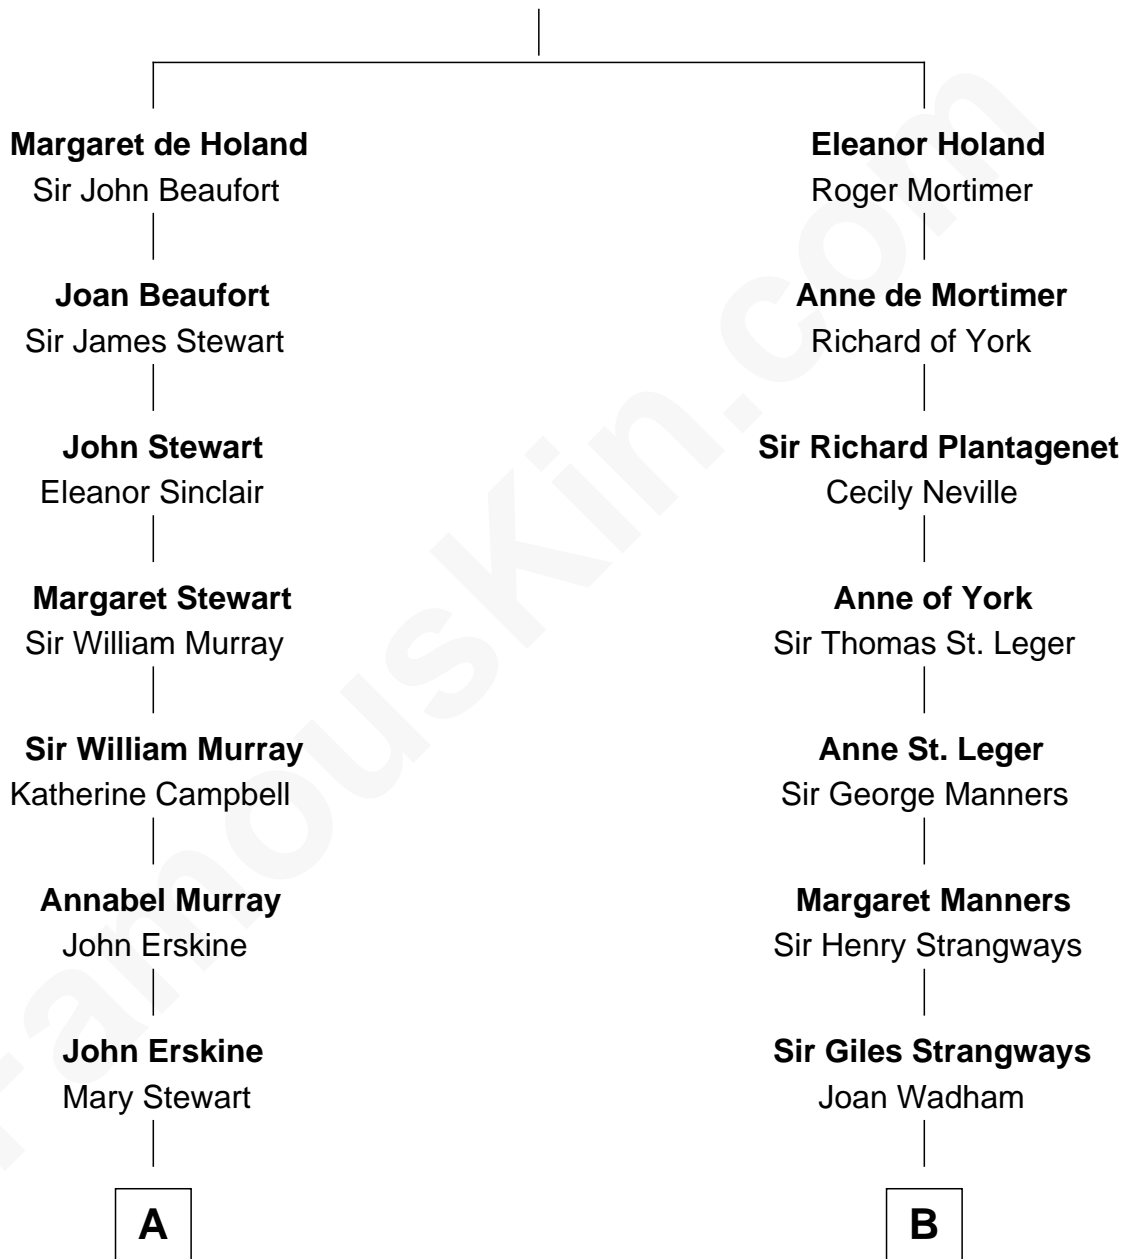 Margaret de Holand
Sir John Beaufort
Joan Beaufort
Sir James Stewart
John Stewart
Eleanor Sinclair
Margaret Stewart
Sir William Murray
Sir William Murray
Katherine Campbell
Annabel Murray
John Erskine
John Erskine
Mary Stewart
A
Eleanor Holand
Roger Mortimer
Anne de Mortimer
Richard of York
Sir Richard Plantagenet
Cecily Neville
Anne of York
Sir Thomas St. Leger
Anne St. Leger
Sir George Manners
Margaret Manners
Sir Henry Strangways
Sir Giles Strangways
Joan Wadham
B
FamousKin.com